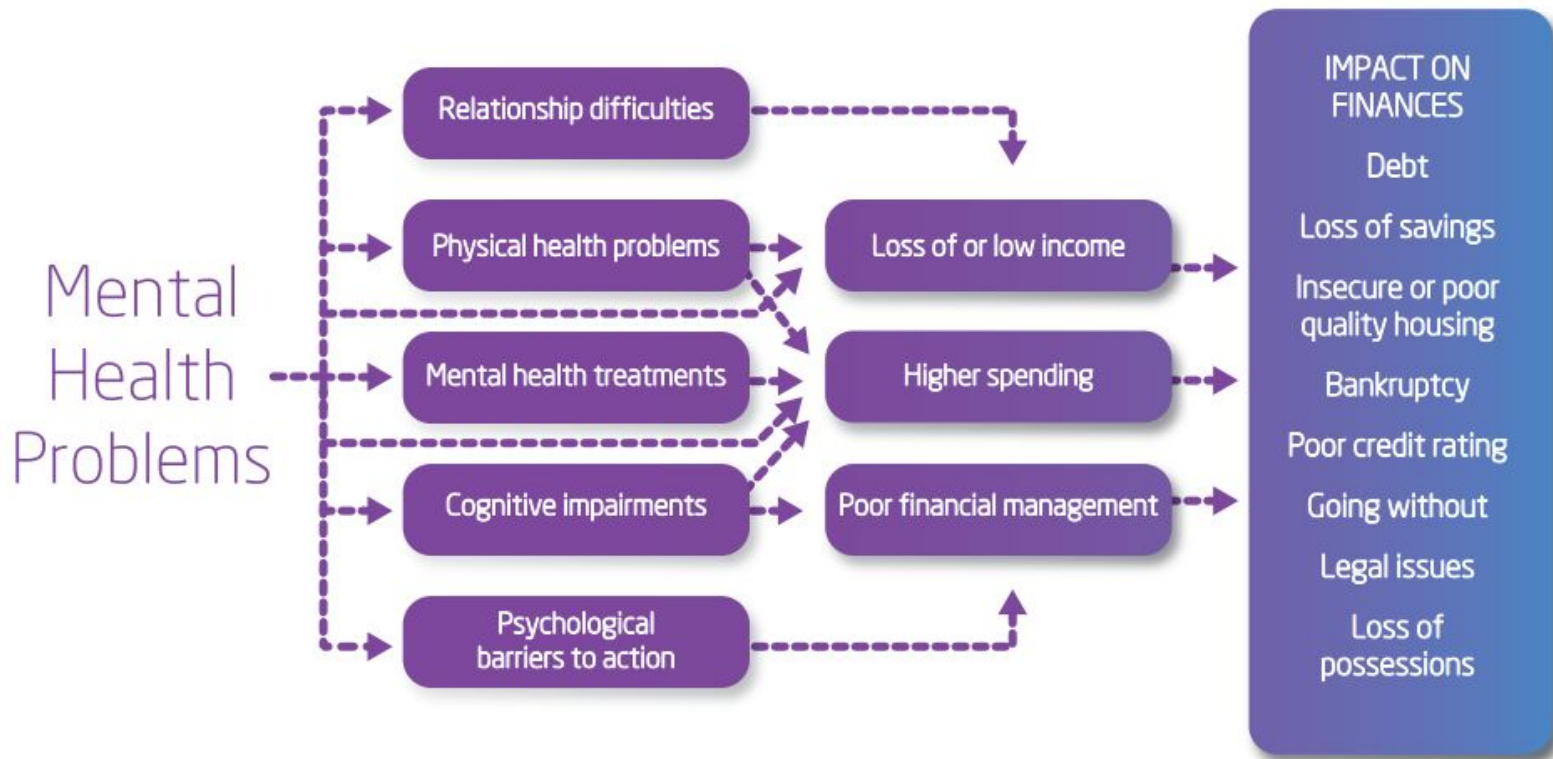 Mental
Health
Problems
Relationship difficulties
Physical health problems
Mental health treatments
Cognitive impairments
Psychological
barriers to action
Loss of or low income
Higher spending
Poor financial management
IMPACT ON
FINANCES
Debt
Loss of savings
Insecure or poor
quality housing
Bankruptcy
Poor credit rating
Going without
Legal issues
Loss of
possessions